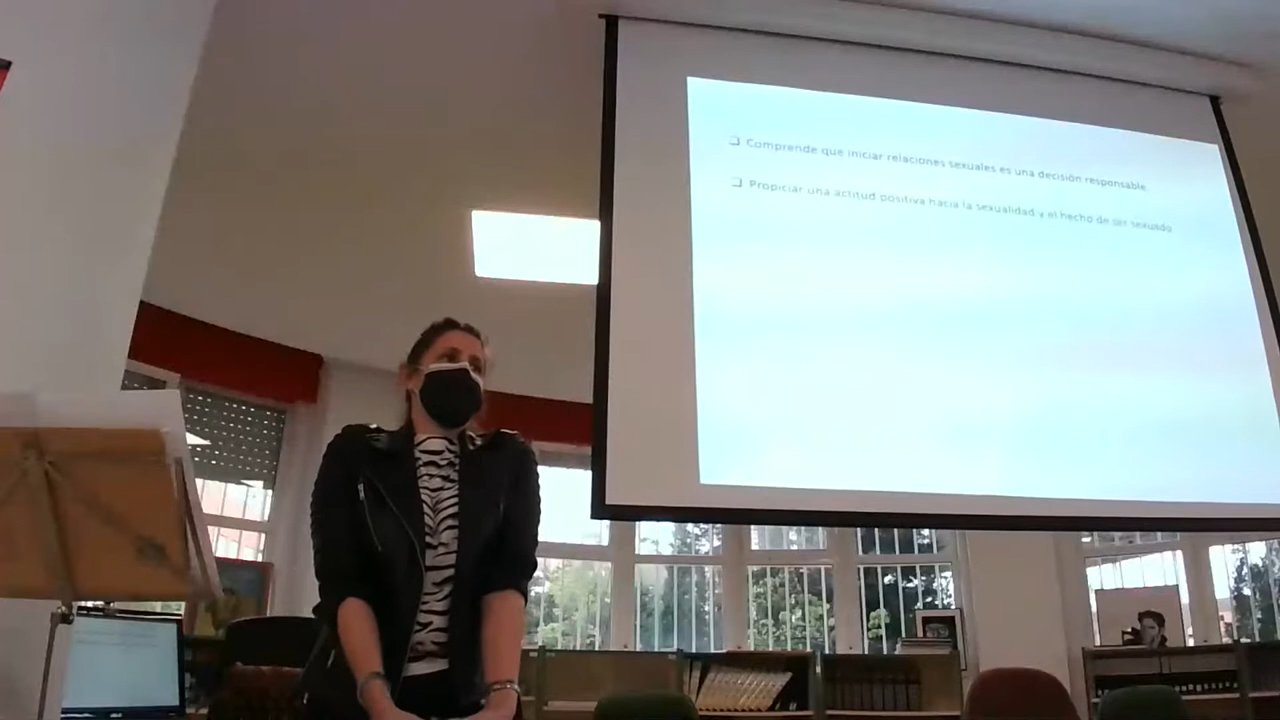 ❑ Comprende que iniciar relaciones sexuales es una decisión responsable.
❑ Propiciar una actitud positiva hacia la sexualidad y el hecho de ser sexuado